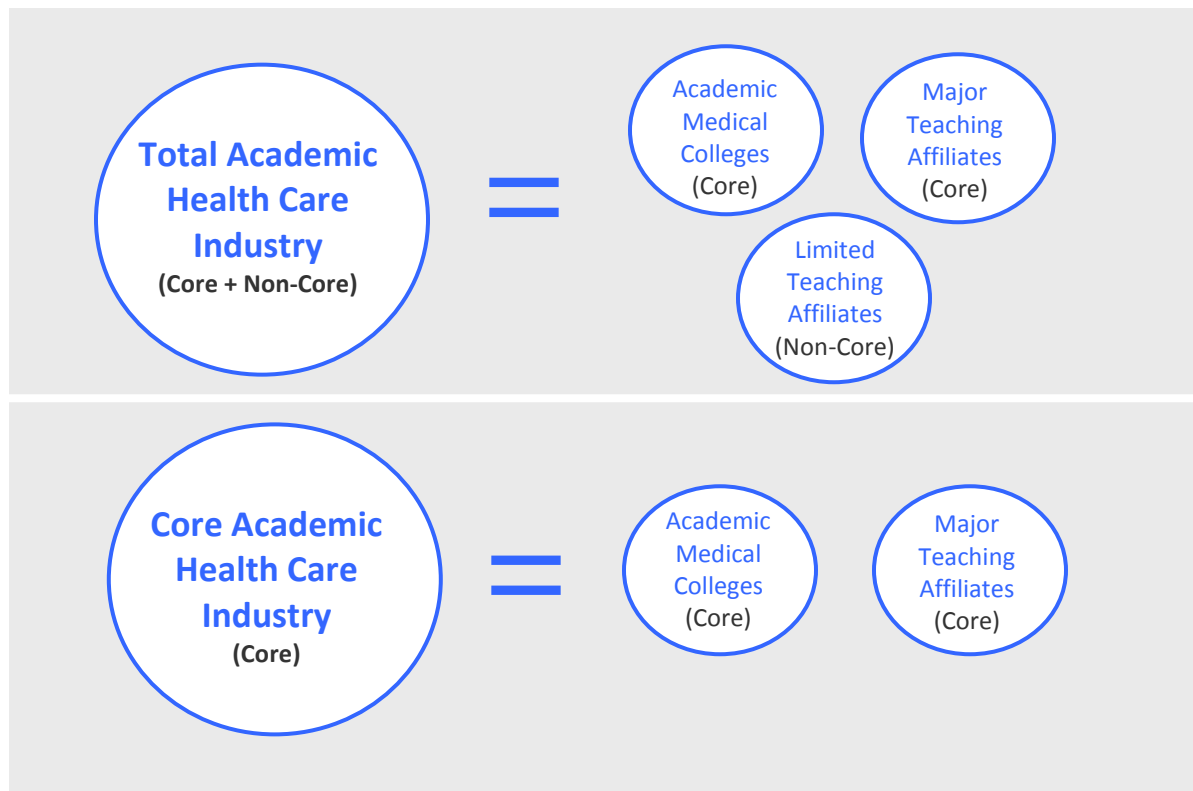 Total Academic
Health Care
Industry
(Core + Non-Core)
=
Academic
Medical
Colleges
(Core)
Major
Teaching
Affiliates
(Core)
Limited
Teaching
Affiliates
(Non-Core)
Core Academic
Health Care
Industry
(Core)
=
Academic
Medical
Colleges
(Core)
Major
Teaching
Affiliates
(Core)